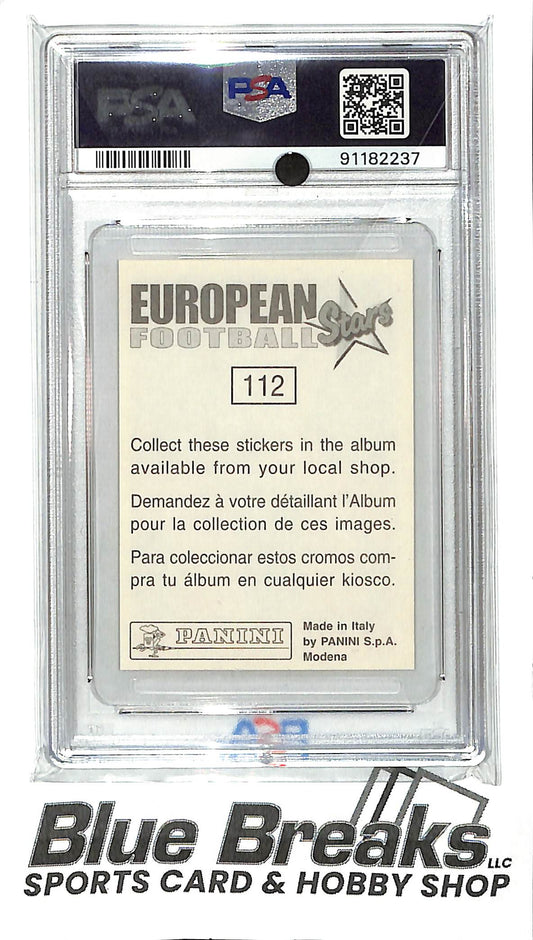 PSA
PSA
91182237
EUROPEAN
FOOTBALL Stars
112
Collect these stickers in the album
available from your local shop.
Demandez à votre détaillant l'Album
pour la collection de ces images.
Para coleccionar estos cromos com-
pra tu álbum en cualquier kiosco.
PANINI
Made in Italy
by PANINI S.p.A.
Modena
PSA
Blue Breaks LLC
SPORTS CARD & HOBBY SHOP